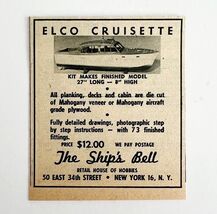 ELCO CRUISETTE
KIT MAKES FINISHED MODEL
27" LONG — 8" HIGH
• All planking, decks and cabin are die cut
of Mahogany veneer or Mahogany aircraft
grade plywood.
• Fully detailed drawings, photographic step
by step instructions — with 73 finished
fittings.
PRICE $12.00 WE PAY POSTAGE
The Ship's Bell
RETAIL HOUSE OF HOBBIES
50 EAST 34th STREET • NEW YORK 16, N. Y.